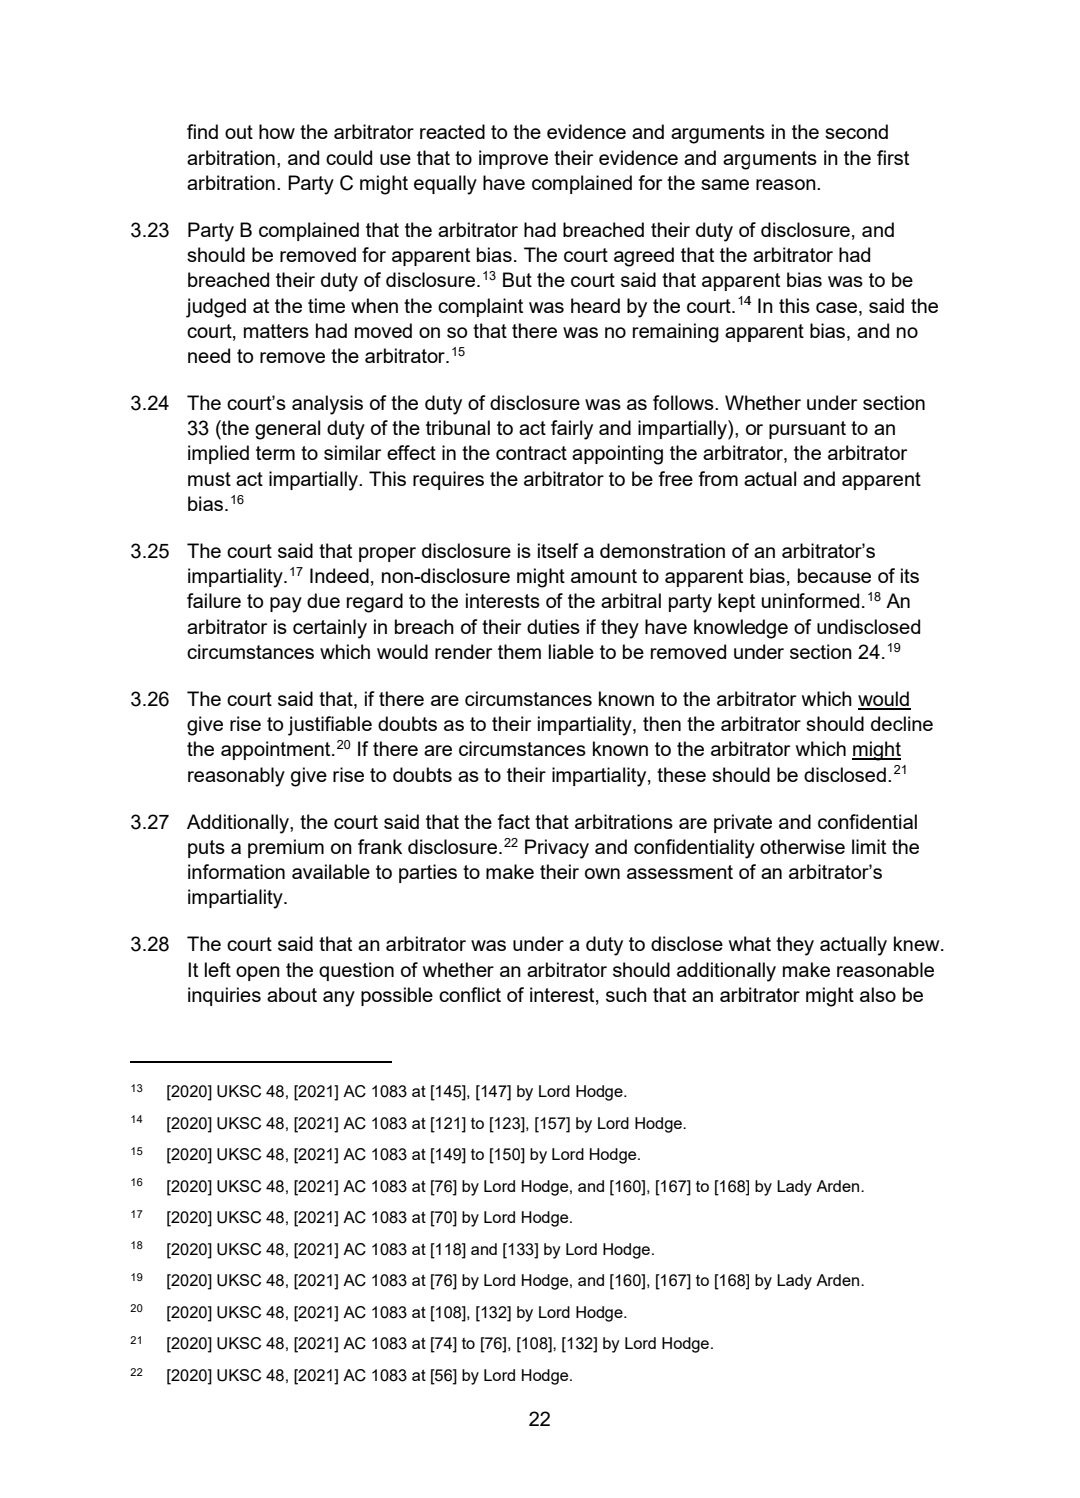 find out how the arbitrator reacted to the evidence and arguments in the second
arbitration, and could use that to improve their evidence and arguments in the first
arbitration. Party C might equally have complained for the same reason.
3.23 Party B complained that the arbitrator had breached their duty of disclosure, and
should be removed for apparent bias. The court agreed that the arbitrator had
breached their duty of disclosure.13 But the court said that apparent bias was to be
judged at the time when the complaint was heard by the court.14 In this case, said the
court, matters had moved on so that there was no remaining apparent bias, and no
need to remove the arbitrator.15
3.24 The court’s analysis of the duty of disclosure was as follows. Whether under section
33 (the general duty of the tribunal to act fairly and impartially), or pursuant to an
implied term to similar effect in the contract appointing the arbitrator, the arbitrator
must act impartially. This requires the arbitrator to be free from actual and apparent
bias.16
3.25 The court said that proper disclosure is itself a demonstration of an arbitrator’s
impartiality.17 Indeed, non-disclosure might amount to apparent bias, because of its
failure to pay due regard to the interests of the arbitral party kept uninformed.18 An
arbitrator is certainly in breach of their duties if they have knowledge of undisclosed
circumstances which would render them liable to be removed under section 24.19
3.26 The court said that, if there are circumstances known to the arbitrator which would
give rise to justifiable doubts as to their impartiality, then the arbitrator should decline
the appointment.20 If there are circumstances known to the arbitrator which might
reasonably give rise to doubts as to their impartiality, these should be disclosed.21
3.27 Additionally, the court said that the fact that arbitrations are private and confidential
puts a premium on frank disclosure.22 Privacy and confidentiality otherwise limit the
information available to parties to make their own assessment of an arbitrator’s
impartiality.
3.28 The court said that an arbitrator was under a duty to disclose what they actually knew.
It left open the question of whether an arbitrator should additionally make reasonable
inquiries about any possible conflict of interest, such that an arbitrator might also be
13 [2020] UKSC 48, [2021] AC 1083 at [145], [147] by Lord Hodge.
14 [2020] UKSC 48, [2021] AC 1083 at [121] to [123], [157] by Lord Hodge.
15 [2020] UKSC 48, [2021] AC 1083 at [149] to [150] by Lord Hodge.
16 [2020] UKSC 48, [2021] AC 1083 at [76] by Lord Hodge, and [160], [167] to [168] by Lady Arden.
17 [2020] UKSC 48, [2021] AC 1083 at [70] by Lord Hodge.
18 [2020] UKSC 48, [2021] AC 1083 at [118] and [133] by Lord Hodge.
19 [2020] UKSC 48, [2021] AC 1083 at [76] by Lord Hodge, and [160], [167] to [168] by Lady Arden.
20 [2020] UKSC 48, [2021] AC 1083 at [108], [132] by Lord Hodge.
21 [2020] UKSC 48, [2021] AC 1083 at [74] to [76], [108], [132] by Lord Hodge.
22 [2020] UKSC 48, [2021] AC 1083 at [56] by Lord Hodge.
22